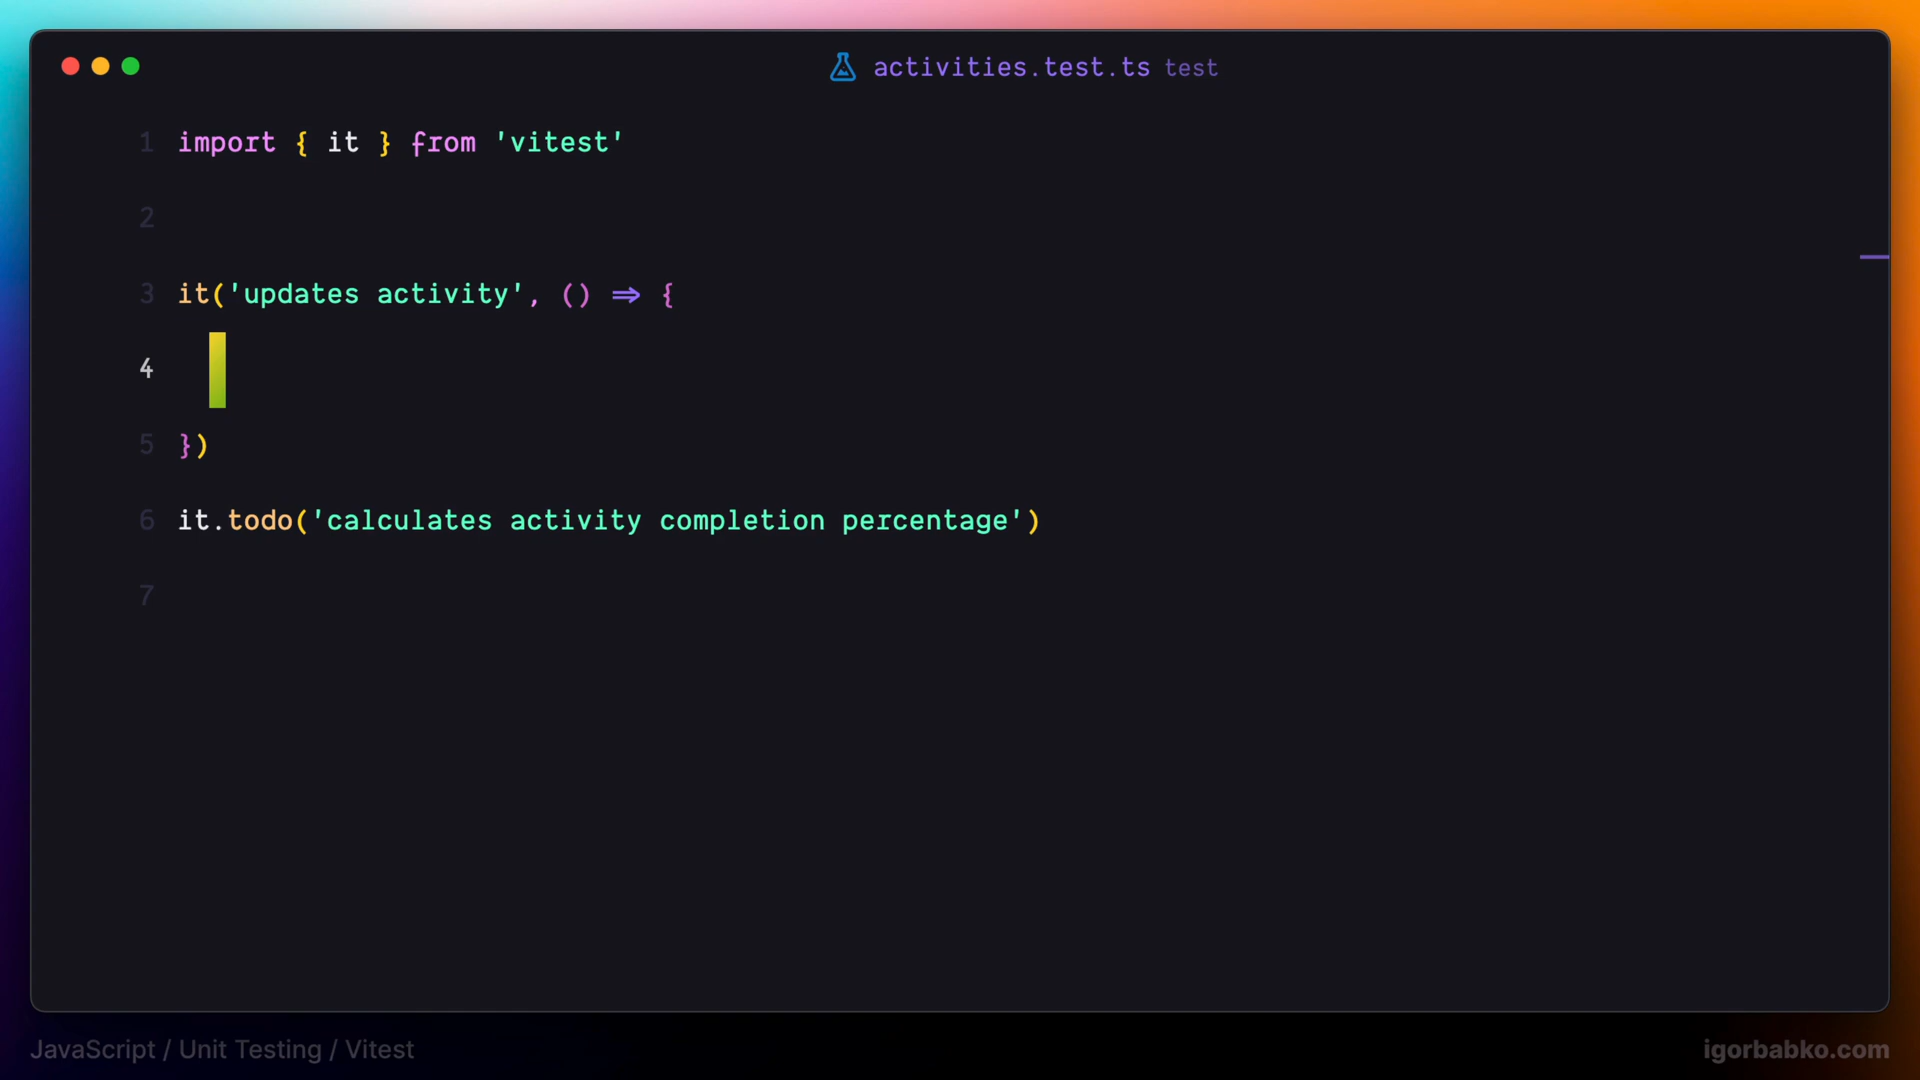 activities.test.ts test
1 import { it } from 'vitest'
2
3 it('updates activity', () => {
4
5 })
6 it.todo('calculates activity completion percentage')
7
JavaScript / Unit Testing / Vitest
igorbabko.com